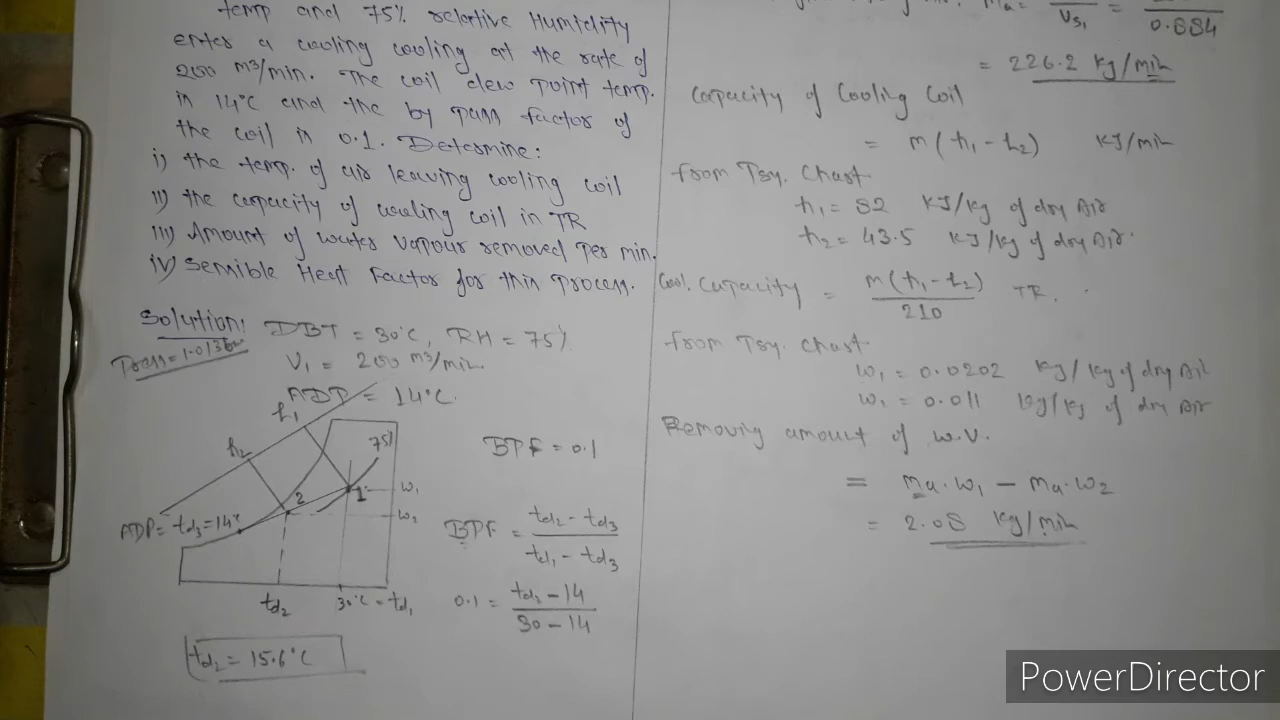 temp and 75% relative Humidity
enter a cooling cooling at the rate of
200 m3/min. The coil dew point temp.
is 14°C and the by pass factor of
the coil is 0.1. Determine:
i) the temp. of air leaving cooling coil
ii) the capacity of cooling coil in TR
iii) Amount of water vapour removed per min.
iv) Sensible Heat Factor for this process.
Solution: DBT = 30°C, RH = 75%
Press = 1.013 bar
V₁ = 200 m3/min
ADP = 14°C.
h₁
h₂
75%
BPF = 0.1
1
2
W₁
W₂
ADP = td₃ = 14°
BPF = td₂ - td₃
td₁ - td₃
td₂
30°C = td₁
0.1 = td₂ - 14
30 - 14
td₂ = 15.6°C
ma =
Vs₁
=
0.884
= 226.2 kg/min
Capacity of Cooling Coil
= m(h₁ - h₂) KJ/min
from Psy. Chart
h₁ = 82 KJ/kg of dry Air
h₂ = 43.5 KJ/kg of dry Air.
Cool. Capacity = m(h₁ - h₂) TR.
210
from Psy. Chart
W₁ = 0.0202 kg/kg of dry Air
W₂ = 0.011 kg/kg of dry Air
Removing amount of W.V.
= ma.W₁ - ma.W₂
= 2.08 kg/min
PowerDirector